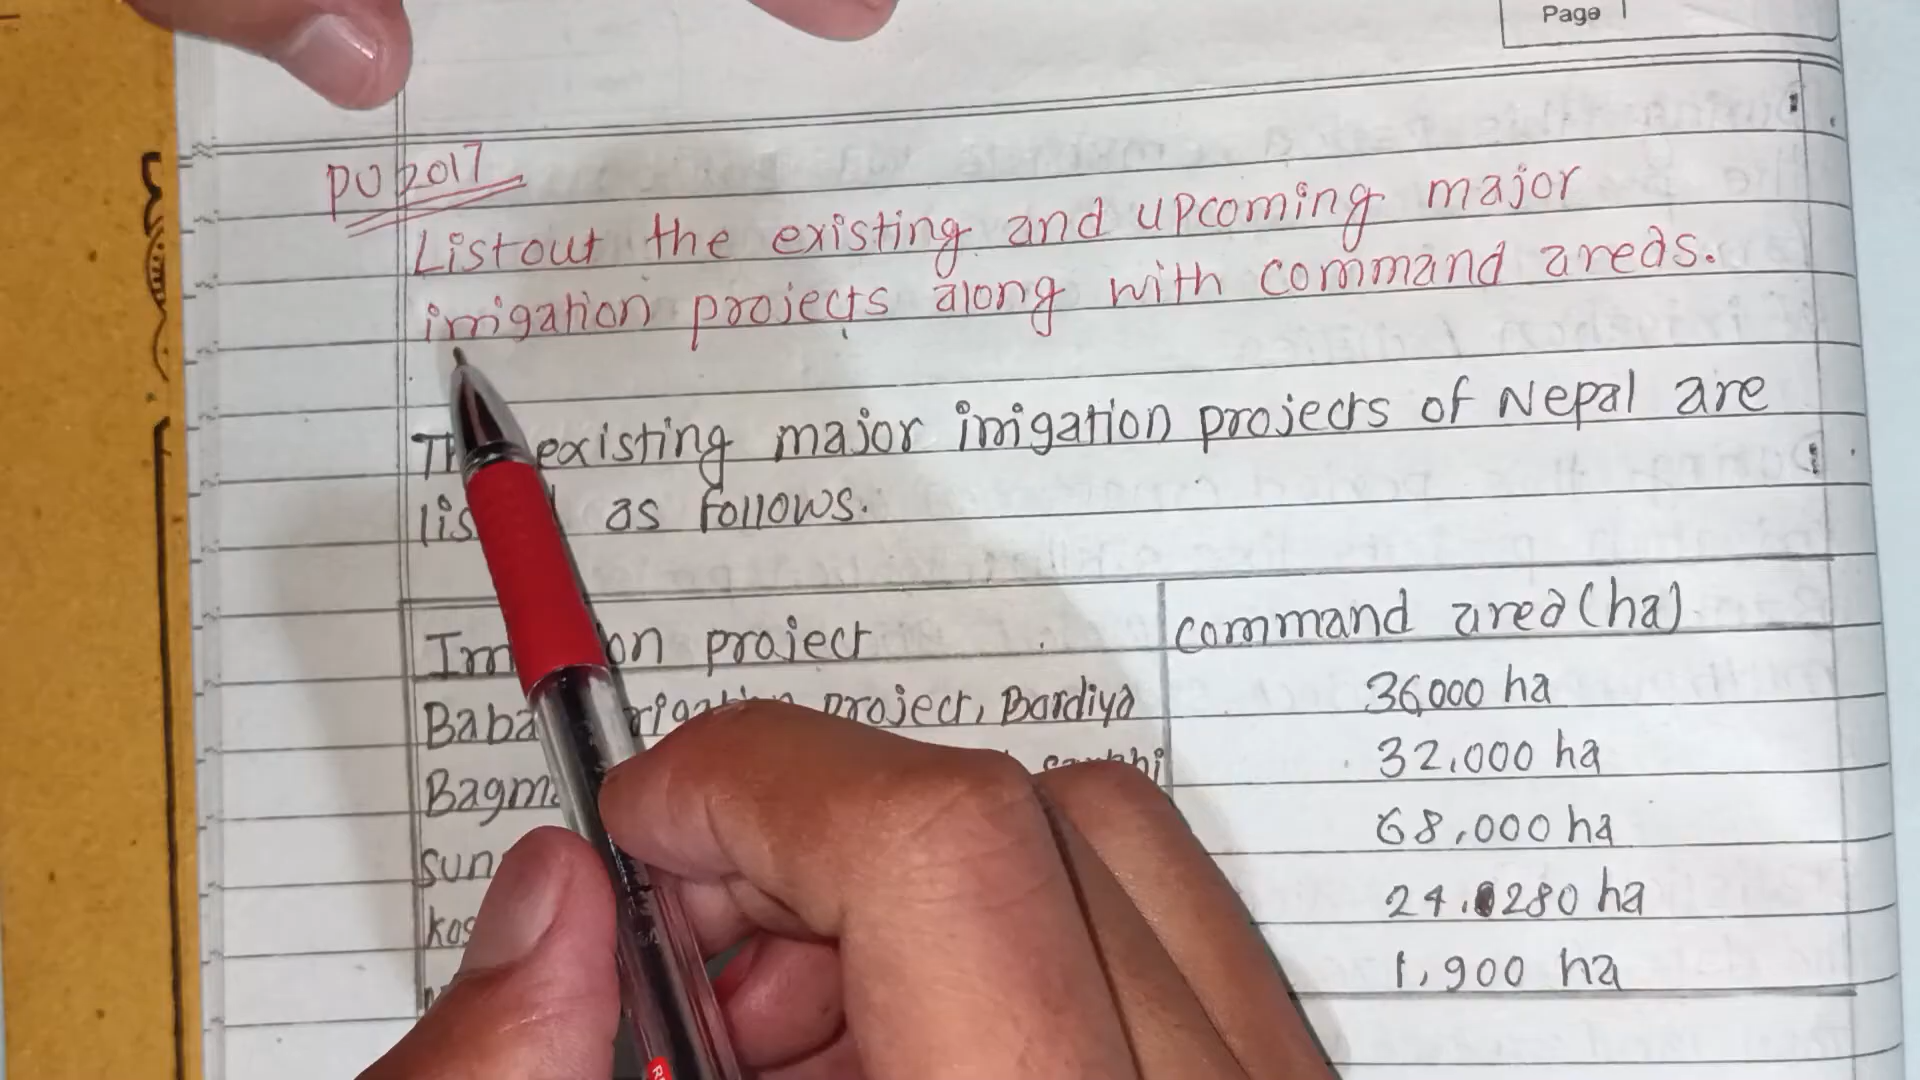 Page 1
PU 2017
Listout the existing and upcoming major
irrigation projects along with command areas.
existing major irrigation projects of Nepal are
as follows.
project command area (ha)
project, Bardiya 36,000 ha
32,000 ha
68,000 ha
24,280 ha
1,900 ha